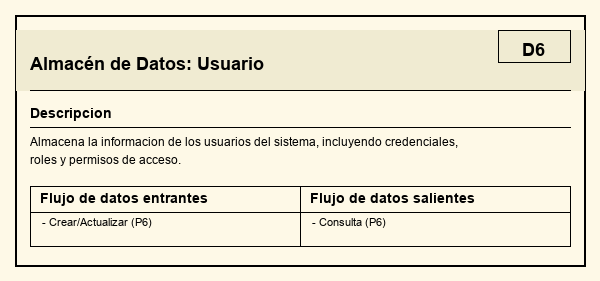 D6
Almacén de Datos: Usuario
Descripcion
Almacena la informacion de los usuarios del sistema, incluyendo credenciales,
roles y permisos de acceso.
Flujo de datos entrantes
Flujo de datos salientes
- Crear/Actualizar (P6)
- Consulta (P6)